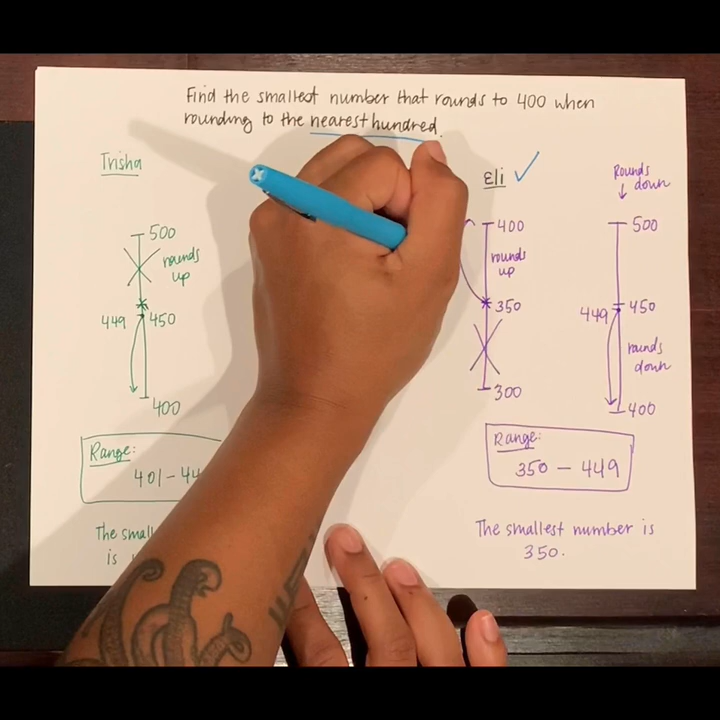 Find the smallest number that rounds to 400 when
rounding to the nearest hundred.
Trisha
500
rounds
up
449
450
400
Range:
401-44
The
is
Eli
400
rounds
up
350
300
Rounds
down
500
450
449
rounds
down
400
Range:
350 - 449
The smallest number is
350.